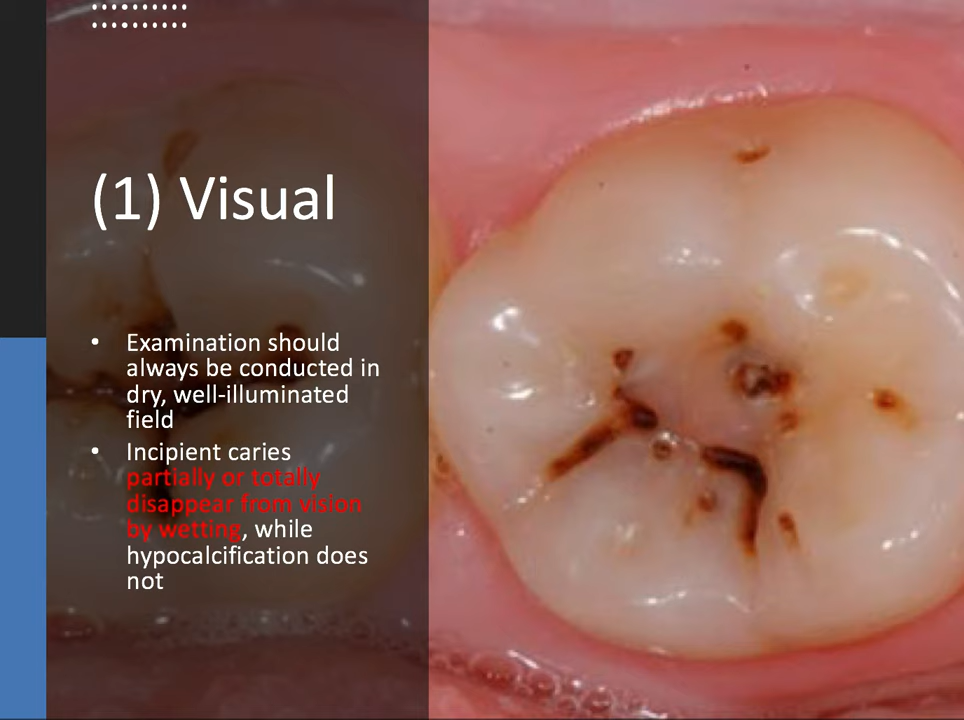 (1) Visual
• Examination should
always be conducted in
dry, well-illuminated
field
• Incipient caries
partially or totally
disappear from vision
by wetting, while
hypocalcification does
not